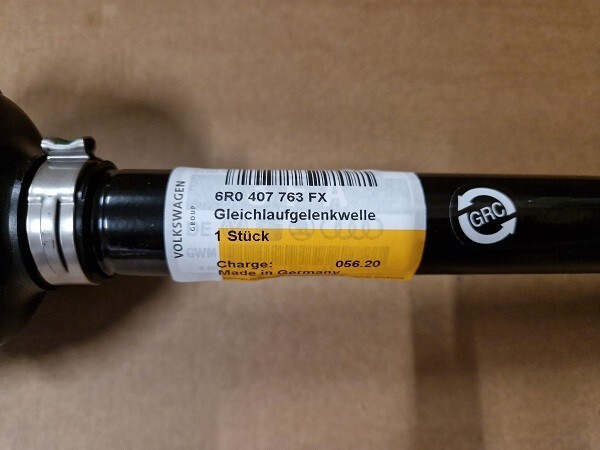 VOLKSWAGEN
GROUP
6R0 407 763 FX
Gleichlaufgelenkwelle
1 Stück
Charge: 056.20
Made in Germany
GRC